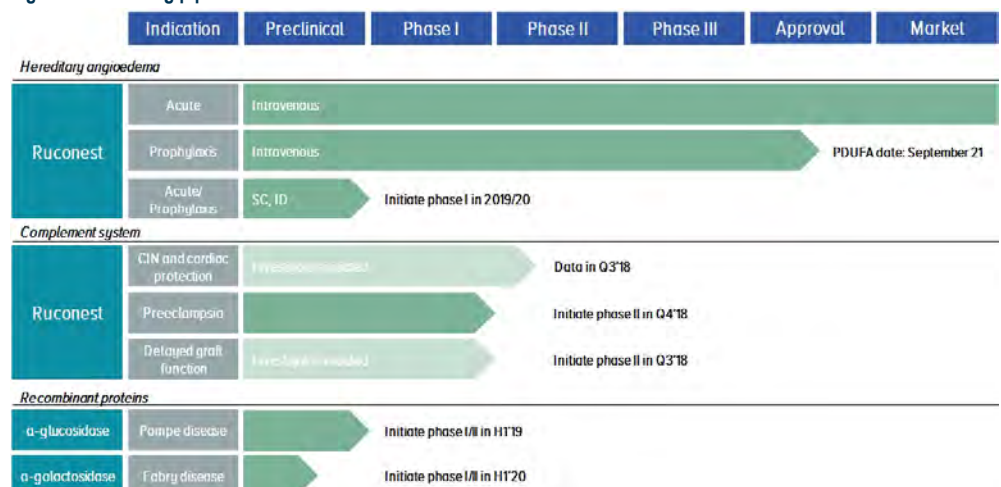 Indication Preclinical Phase I Phase II Phase III Approval Market
Hereditary angioedema
Ruconest
Acute
Intravenous
Prophylaxis
Intravenous
PDUFA date: September 21
Acute/
Prophylaxis
SC, ID
Initiate phase I in 2019/20
Complement system
Ruconest
CIN and cardiac
protection
Data in Q3'18
Preeclampsia
Initiate phase II in Q4'18
Delayed graft
function
Initiate phase II in Q3'18
Recombinant proteins
α-glucosidase
Pompe disease
Initiate phase I/II in H1'19
α-galactosidase
Fabry disease
Initiate phase I/II in H1'20